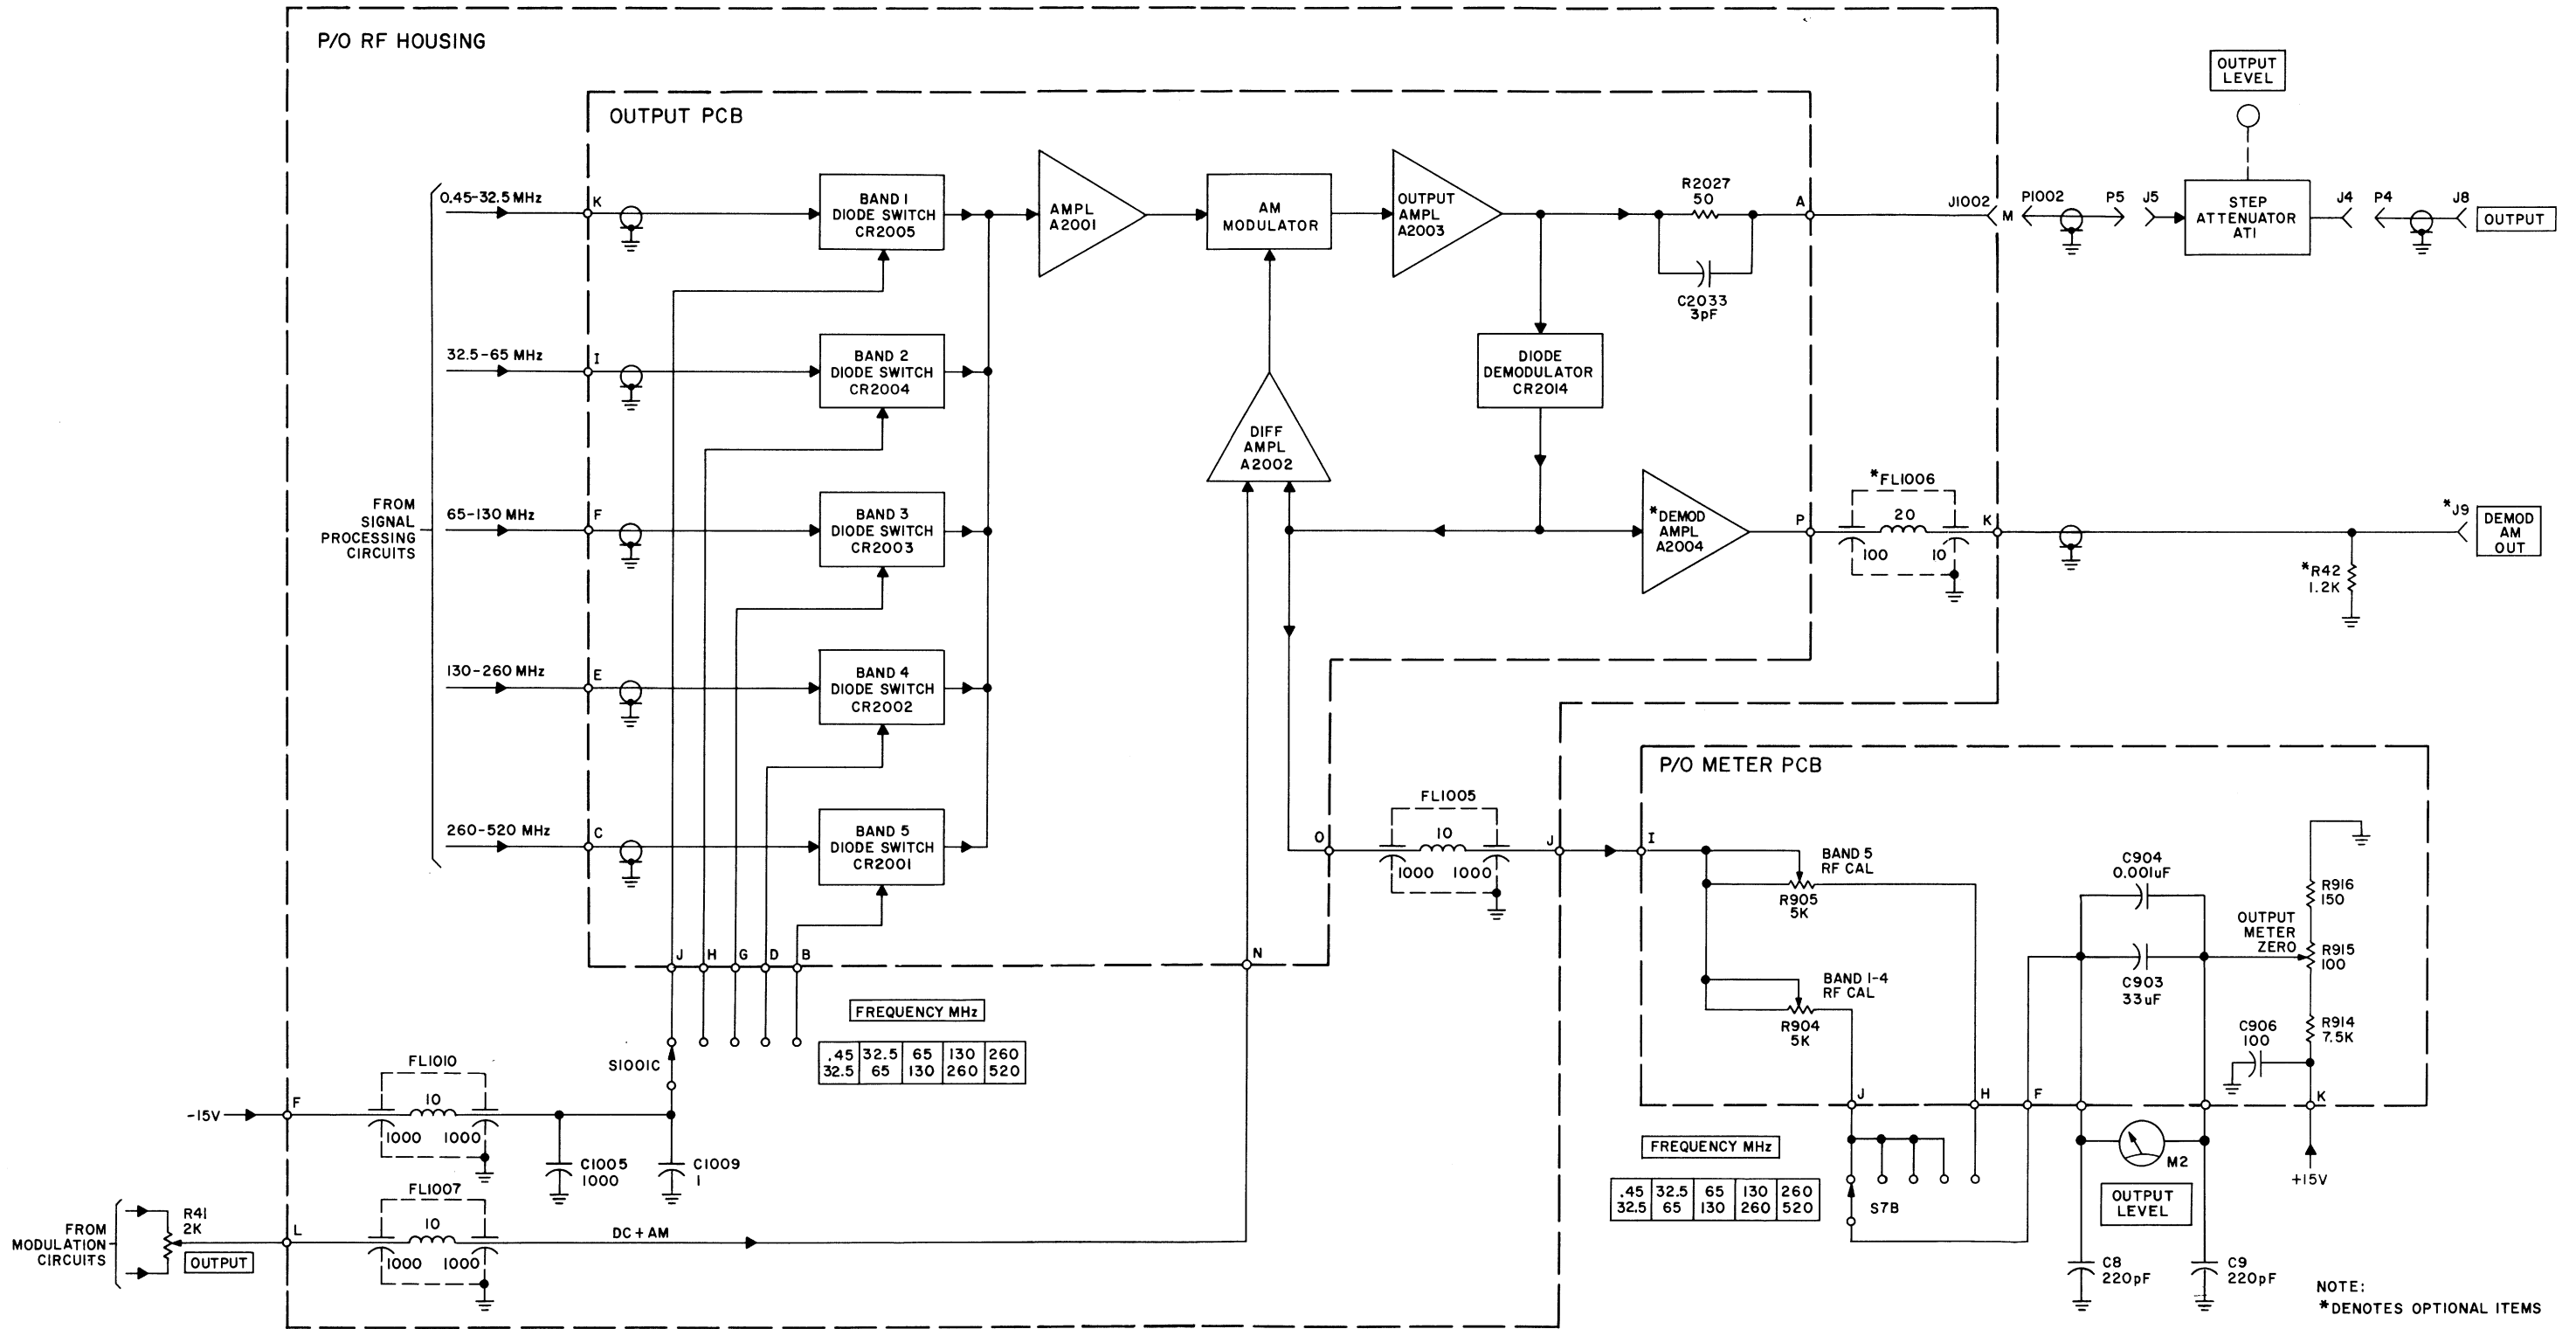 P/O RF HOUSING
OUTPUT PCB
OUTPUT
LEVEL
0.45-32.5 MHz
K
BAND 1
DIODE SWITCH
CR2005
AMPL
A2001
AM
MODULATOR
OUTPUT
AMPL
A2003
R2027
50
C2033
3pF
A
J1002
M
P1002
P5
J5
STEP
ATTENUATOR
AT1
J4
P4
J8
OUTPUT
32.5-65 MHz
I
BAND 2
DIODE SWITCH
CR2004
DIODE
DEMODULATOR
CR2014
DIFF
AMPL
A2002
FROM
SIGNAL
PROCESSING
CIRCUITS
65-130 MHz
F
BAND 3
DIODE SWITCH
CR2003
*DEMOD
AMPL
A2004
P
*FL1006
20
100
10
K
*J9
DEMOD
AM
OUT
*R42
1.2K
130-260 MHz
E
BAND 4
DIODE SWITCH
CR2002
260-520 MHz
C
BAND 5
DIODE SWITCH
CR2001
O
FL1005
10
1000
1000
J
P/O METER PCB
I
BAND 5
RF CAL
R905
5K
BAND 1-4
RF CAL
R904
5K
C904
0.001uF
C903
33uF
OUTPUT
METER
ZERO
R916
150
R915
100
R914
7.5K
C906
100
J
H
G
D
B
N
FREQUENCY MHz
.45 32.5 65 130 260
32.5 65 130 260 520
S1001C
J
H
F
K
+15V
FREQUENCY MHz
.45 32.5 65 130 260
32.5 65 130 260 520
S7B
M2
OUTPUT
LEVEL
C8
220pF
C9
220pF
-15V
F
FL1010
10
1000
1000
C1005
1000
C1009
1
FROM
MODULATION
CIRCUITS
R41
2K
OUTPUT
L
FL1007
10
1000
1000
DC+AM
NOTE:
*DENOTES OPTIONAL ITEMS